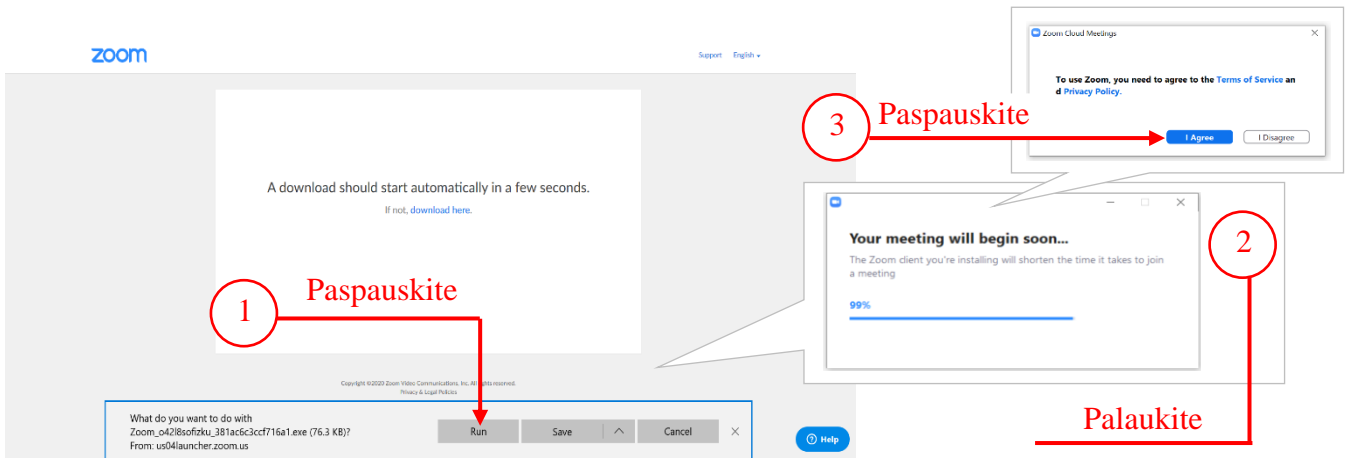 zoom
Support English
A download should start automatically in a few seconds.
If not, download here.
1 Paspauskite
Copyright ©2020 Zoom Video Communications, Inc. All rights reserved.
Privacy & Legal Policies
What do you want to do with
Zoom_o42l8sofizku_381ac6c3ccf716a1.exe (76.3 KB)?
From: us04launcher.zoom.us
Run Save Cancel
Help
Your meeting will begin soon...
The Zoom client you're installing will shorten the time it takes to join
a meeting
99%
2
Palaukite
Zoom Cloud Meetings
To use Zoom, you need to agree to the Terms of Service an
d Privacy Policy.
3 Paspauskite
I Agree I Disagree